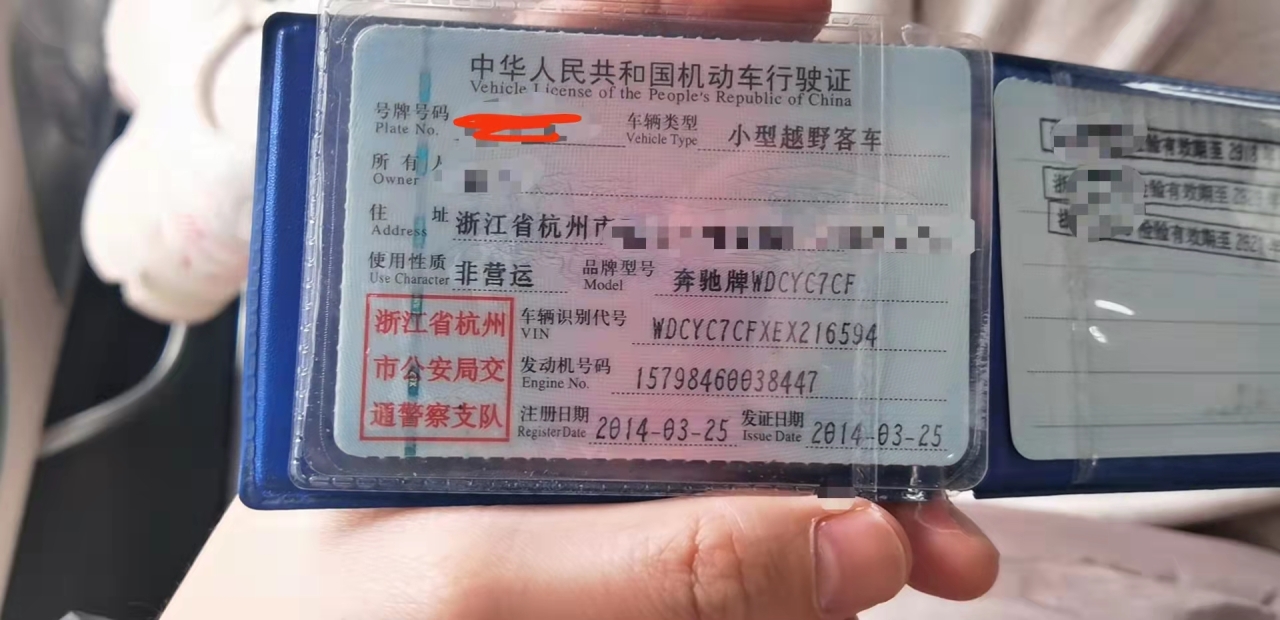 中华人民共和国机动车行驶证
Vehicle License of the People's Republic of China
号牌号码 车辆类型 小型越野客车
Plate No. Vehicle Type
所有人
Owner
住址 浙江省杭州市
Address
使用性质 非营运 品牌型号 奔驰牌WDCYC7CF
Use Character Model
浙江省杭州 车辆识别代号 WDCYC7CFXEX216594
VIN
市公安局交 发动机号码 15798460038447
Engine No.
通警察支队 注册日期 2014-03-25 发证日期 2014-03-25
Register Date Issue Date
验有效期至
验有效期至
检验有效期至 2021